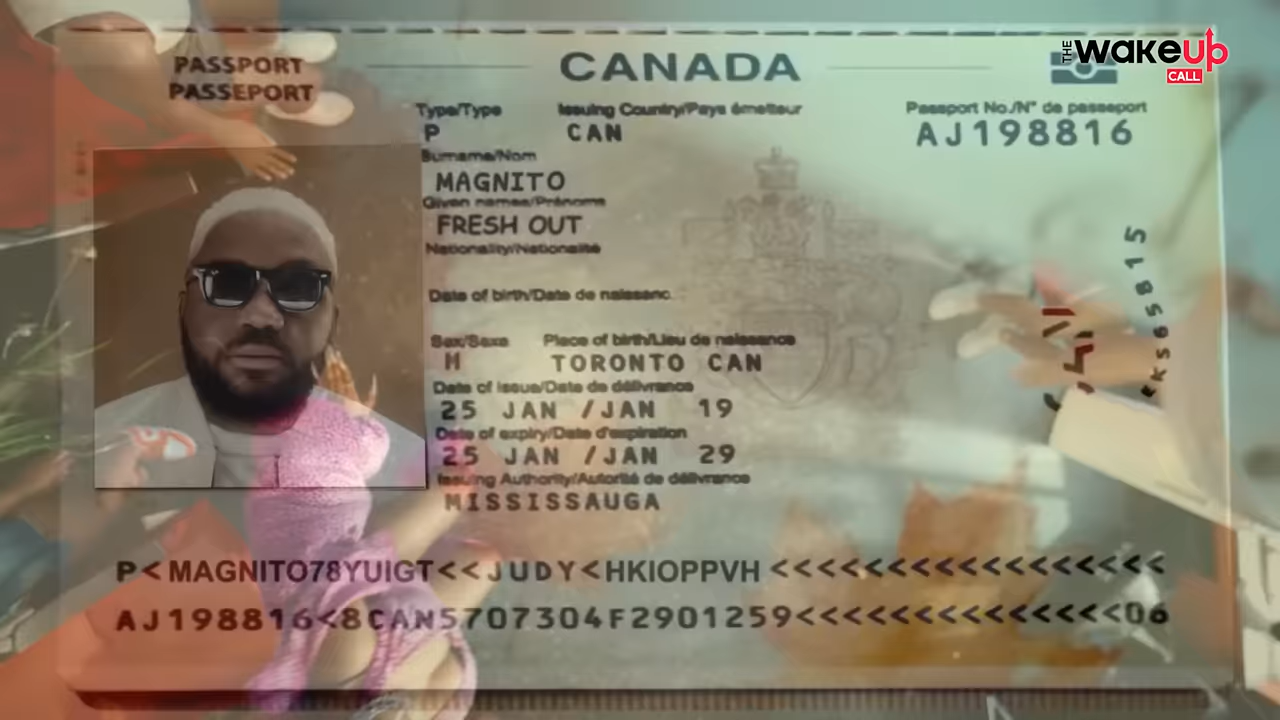 THE wakeup
CALL
CANADA
PASSPORT
PASSEPORT
Type/Type Issuing Country/Pays émetteur Passport No./N° de passeport
P CAN AJ198816
Surname/Nom
MAGNITO
Given names/Prénoms
FRESH OUT
Nationality/Nationalité
Date of birth/Date de naissanc.
Sex/Sexe Place of birth/Lieu de naissance
M TORONTO CAN
Date of issue/Date de délivrance
25 JAN /JAN 19
Date of expiry/Date d'expiration
25 JAN /JAN 29
Issuing Authority/Autorité de délivrance
MISSISSAUGA
P<MAGNITO78YUIGT<<JUDY<HKIOPPVH <<<<<<<<<<<<<<<<<
AJ198816<8CAN5707304F2901259<<<<<<<<<<<<<<06